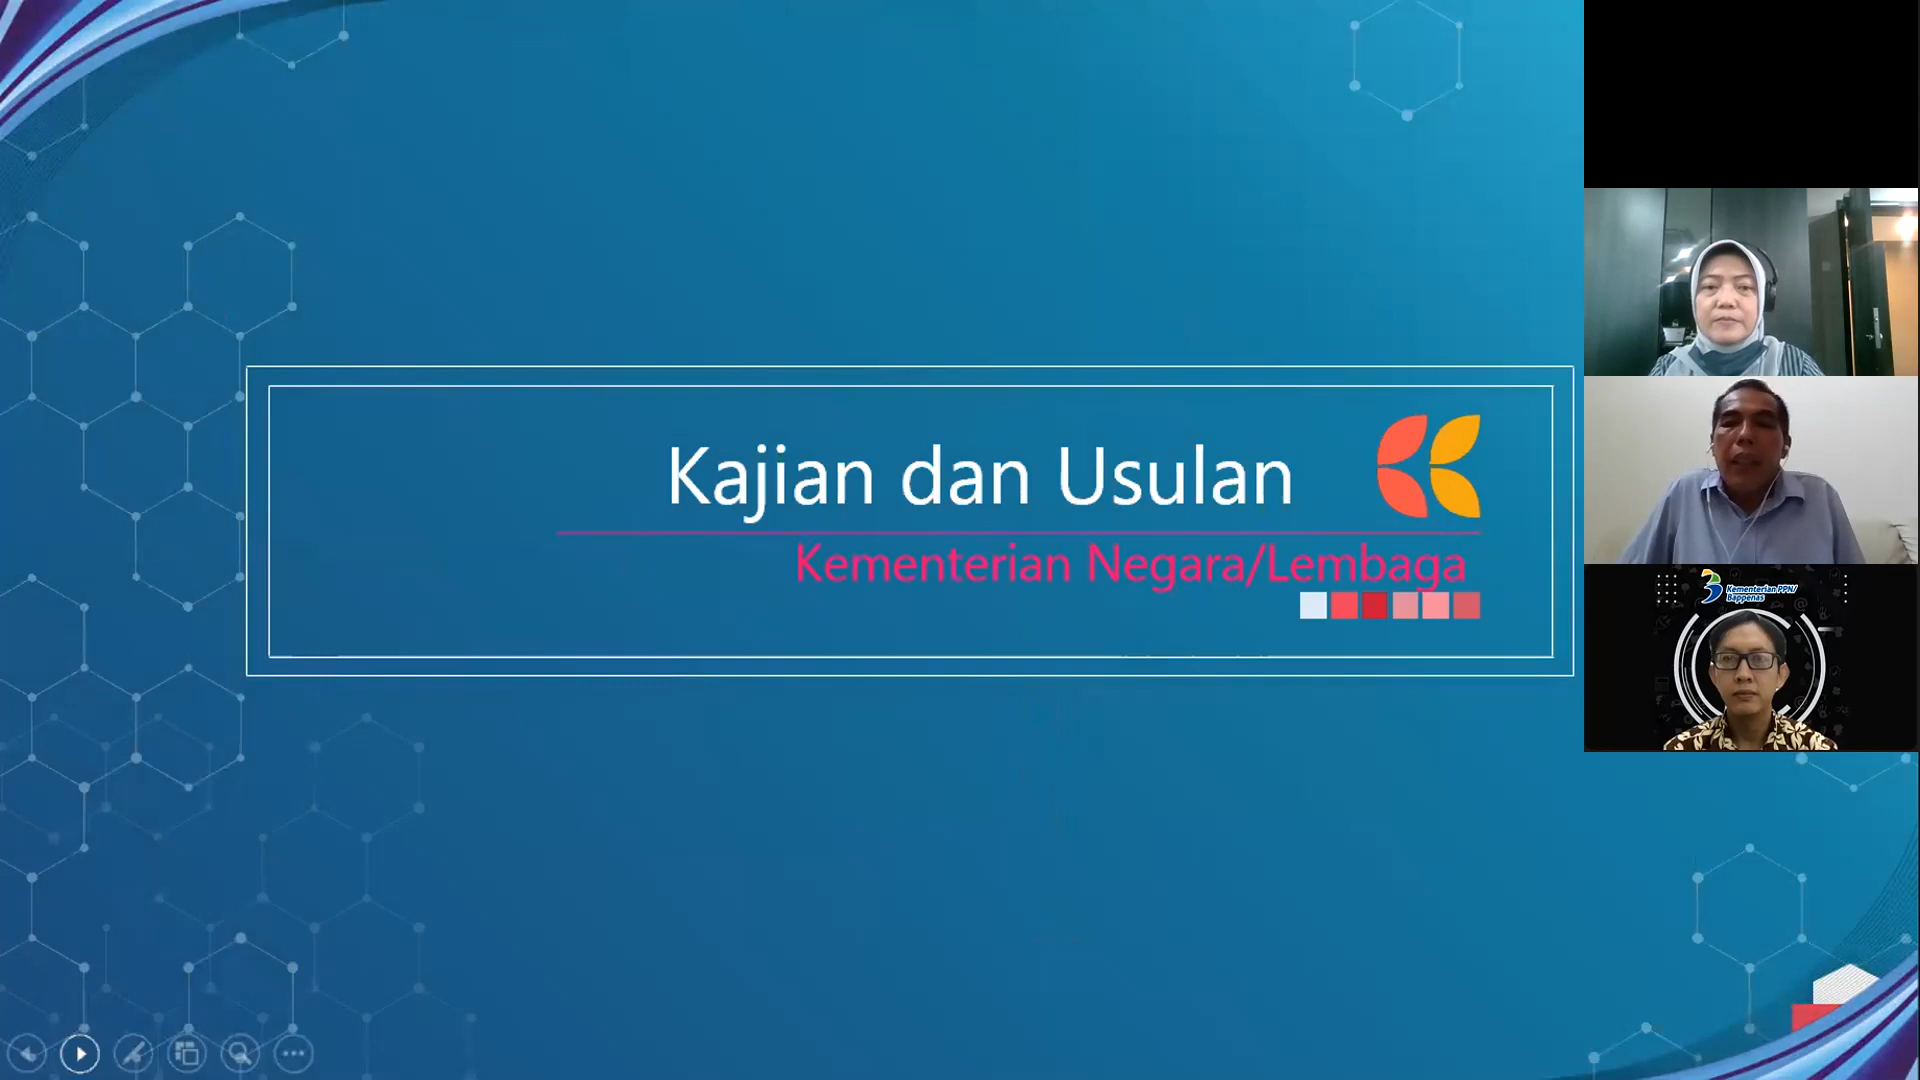 Kajian dan Usulan
Kementerian Negara/Lembaga
Kementerian PPN/
Bappenas